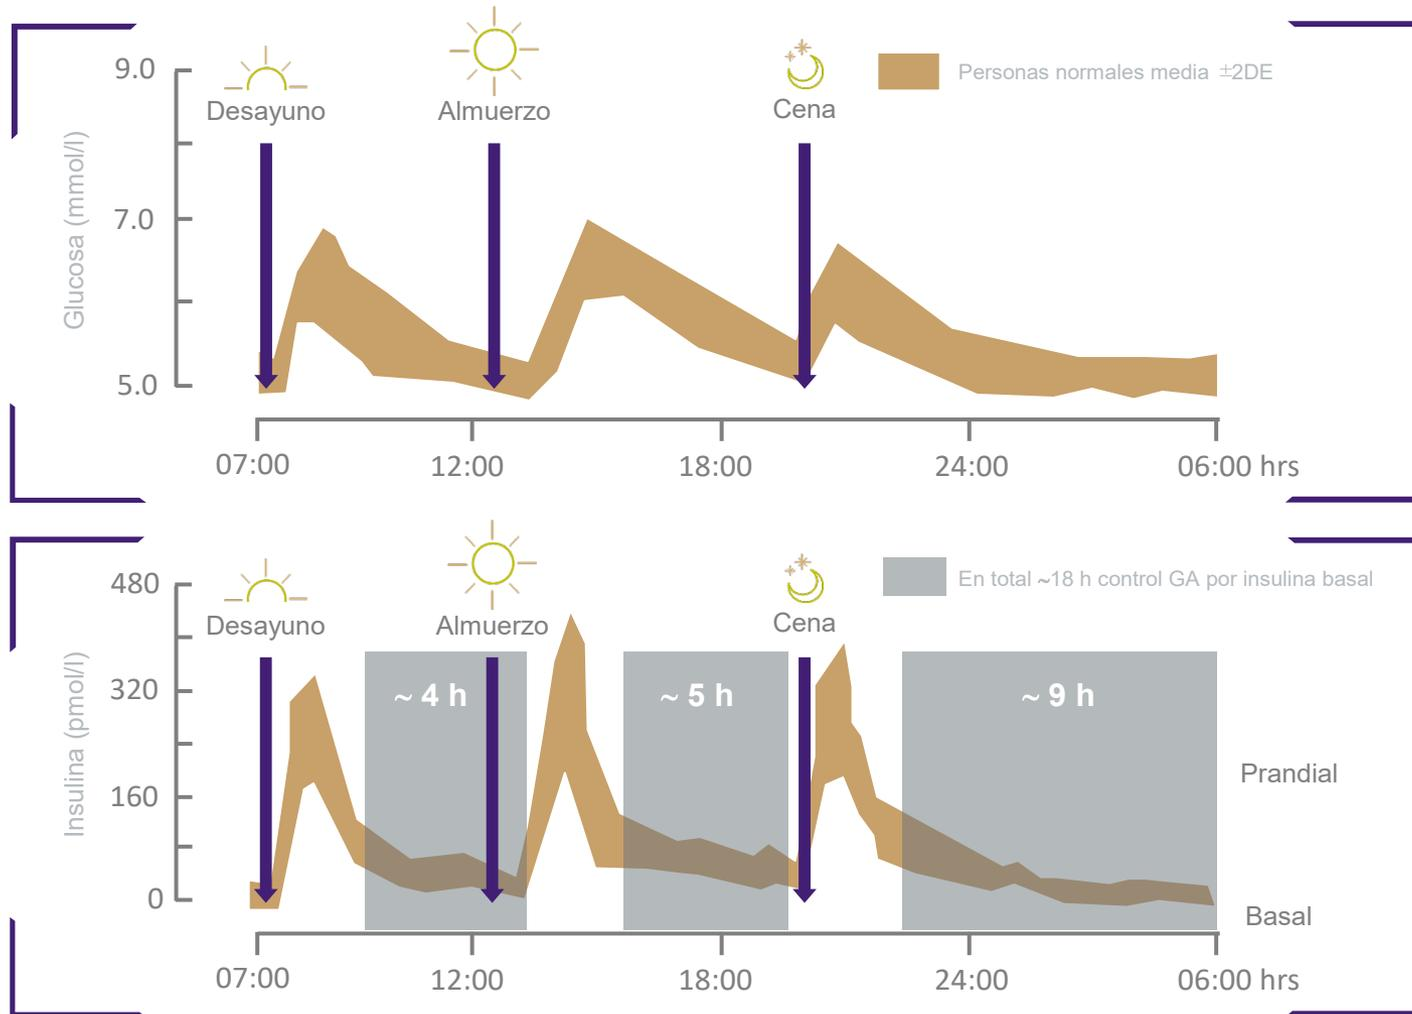 9.0
Desayuno
Almuerzo
Cena
Personas normales media ±2DE
Glucosa (mmol/l)
7.0
5.0
07:00
12:00
18:00
24:00
06:00 hrs
480
Desayuno
Almuerzo
Cena
En total ~18 h control GA por insulina basal
Insulina (pmol/l)
320
~ 4 h
~ 5 h
~ 9 h
160
Prandial
0
Basal
07:00
12:00
18:00
24:00
06:00 hrs